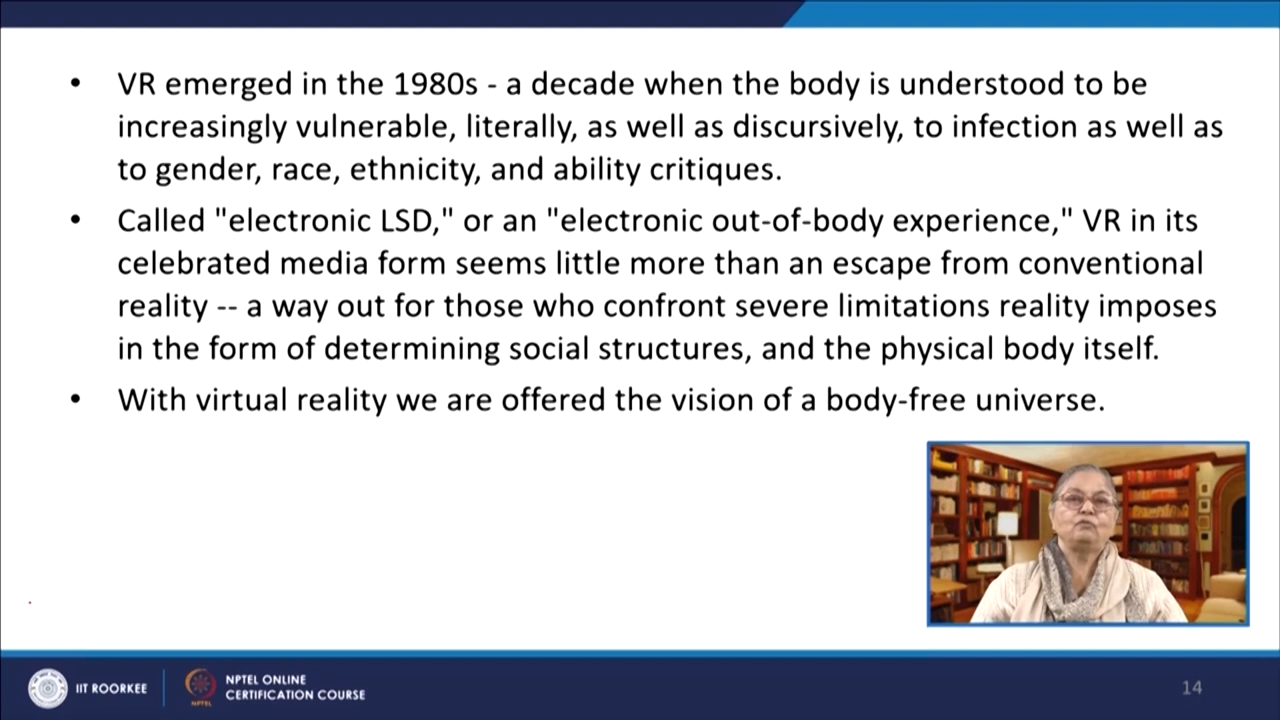 • VR emerged in the 1980s - a decade when the body is understood to be
increasingly vulnerable, literally, as well as discursively, to infection as well as
to gender, race, ethnicity, and ability critiques.
• Called "electronic LSD," or an "electronic out-of-body experience," VR in its
celebrated media form seems little more than an escape from conventional
reality -- a way out for those who confront severe limitations reality imposes
in the form of determining social structures, and the physical body itself.
• With virtual reality we are offered the vision of a body-free universe.
IIT ROORKEE
NPTEL
NPTEL ONLINE
CERTIFICATION COURSE
14